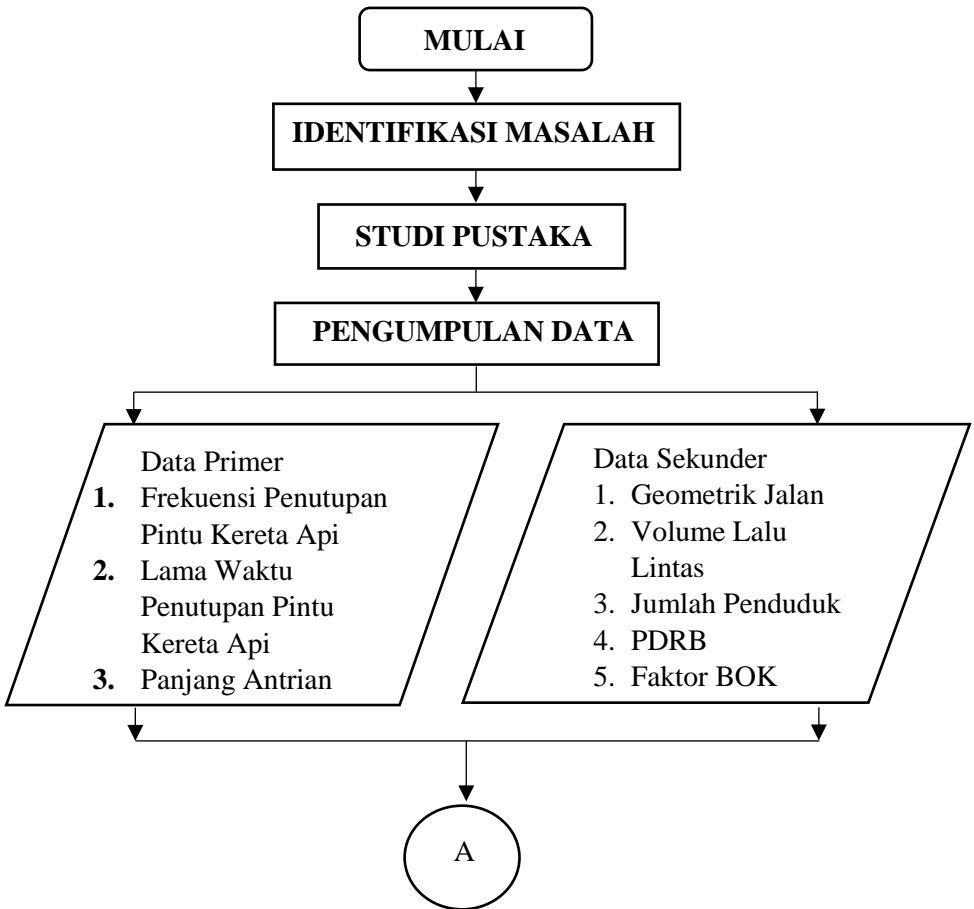 MULAI
IDENTIFIKASI MASALAH
STUDI PUSTAKA
PENGUMPULAN DATA
Data Primer
1. Frekuensi Penutupan
Pintu Kereta Api
2. Lama Waktu
Penutupan Pintu
Kereta Api
3. Panjang Antrian
Data Sekunder
1. Geometrik Jalan
2. Volume Lalu
Lintas
3. Jumlah Penduduk
4. PDRB
5. Faktor BOK
A